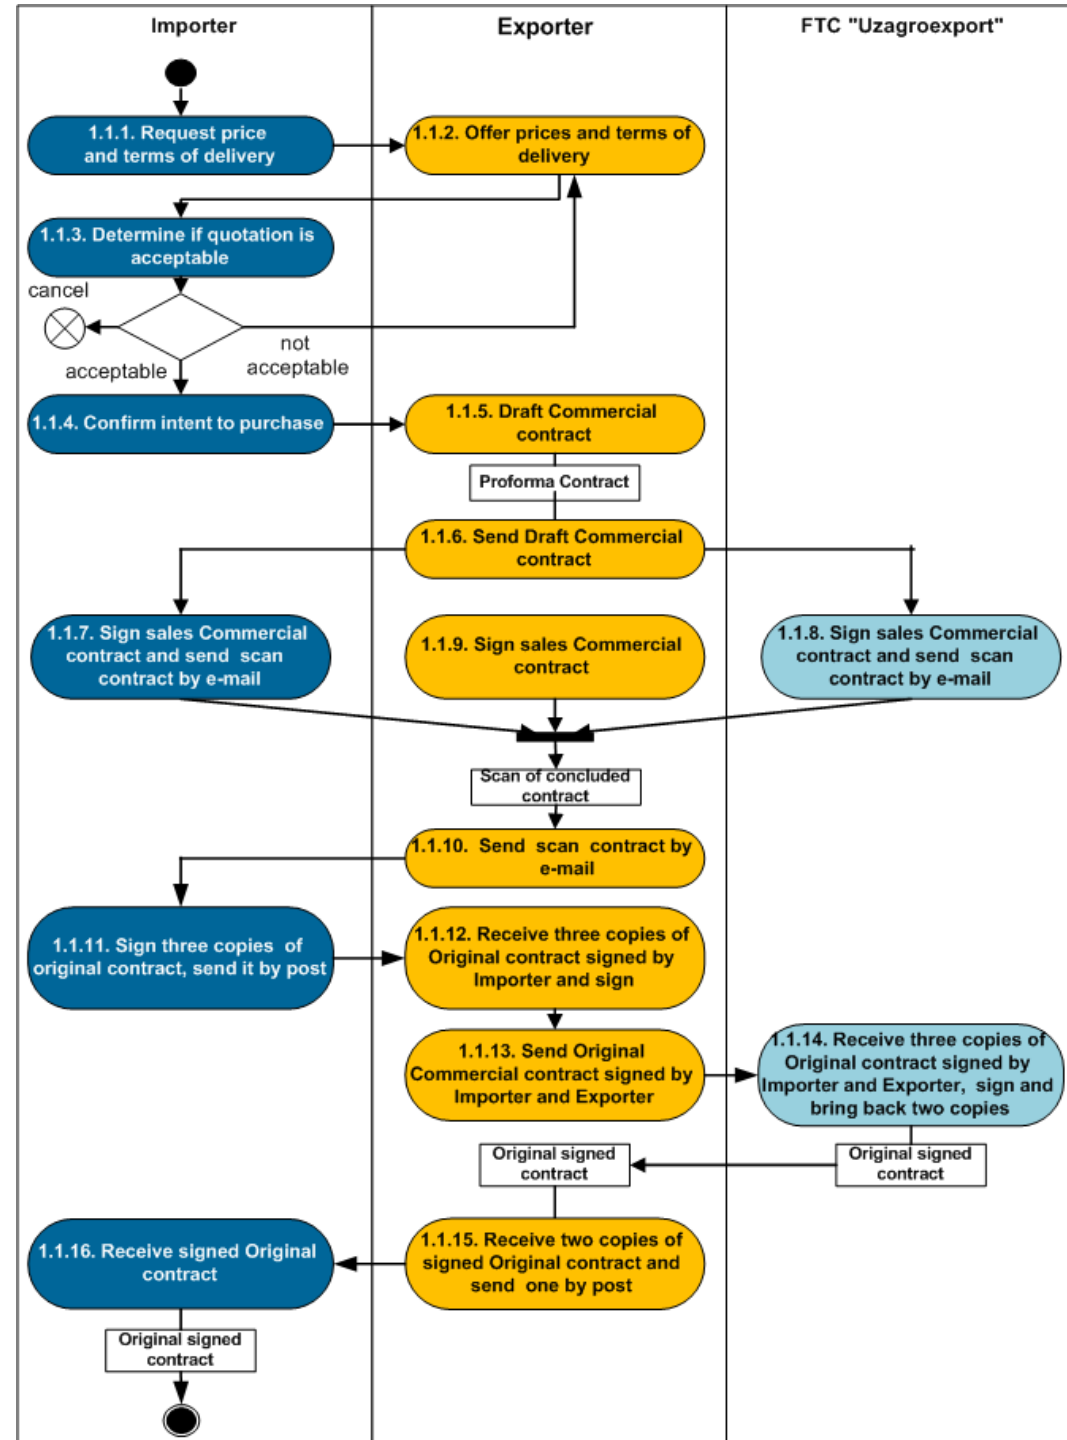 Importer
Exporter
FTC "Uzagroexport"
1.1.1. Request price
and terms of delivery
1.1.2. Offer prices and terms of
delivery
1.1.3. Determine if quotation is
acceptable
cancel
not
acceptable
acceptable
1.1.4. Confirm intent to purchase
1.1.5. Draft Commercial
contract
Proforma Contract
1.1.6. Send Draft Commercial
contract
1.1.7. Sign sales Commercial
contract and send scan
contract by e-mail
1.1.9. Sign sales Commercial
contract
1.1.8. Sign sales Commercial
contract and send scan
contract by e-mail
Scan of concluded
contract
1.1.10. Send scan contract by
e-mail
1.1.11. Sign three copies of
original contract, send it by post
1.1.12. Receive three copies of
Original contract signed by
Importer and sign
1.1.13. Send Original
Commercial contract signed by
Importer and Exporter
1.1.14. Receive three copies of
Original contract signed by
Importer and Exporter, sign and
bring back two copies
Original signed
contract
Original signed
contract
1.1.15. Receive two copies of
signed Original contract and
send one by post
1.1.16. Receive signed Original
contract
Original signed
contract